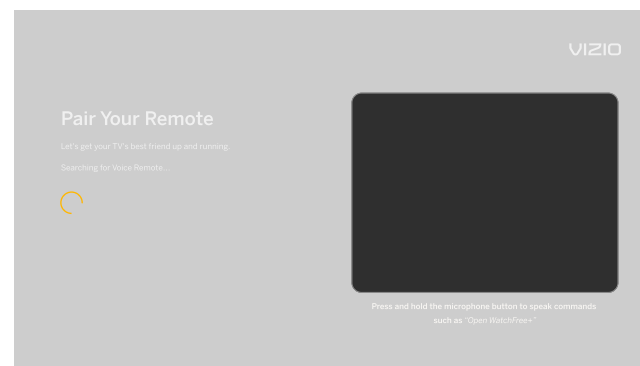 VIZIO
Pair Your Remote
Let's get your TV's best friend up and running.
Searching for Voice Remote...
Press and hold the microphone button to speak commands
such as "Open WatchFree+"